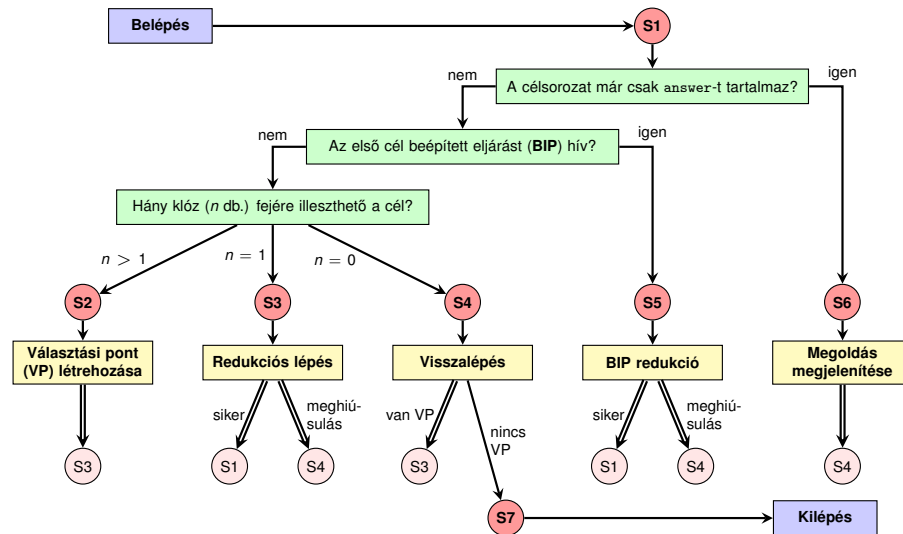 Belépés
S1
A célsorozat már csak answer-t tartalmaz?
nem
igen
Az első cél beépített eljárást (BIP) hív?
nem
igen
Hány klóz (n db.) fejére illeszthető a cél?
n > 1
n = 1
n = 0
S2
S3
S4
S5
S6
Választási pont
(VP) létrehozása
Redukciós lépés
Visszalépés
BIP redukció
Megoldás
megjelenítése
siker
meghiú-
sulás
van VP
nincs
VP
siker
meghiú-
sulás
S3
S1
S4
S3
S1
S4
S4
S7
Kilépés